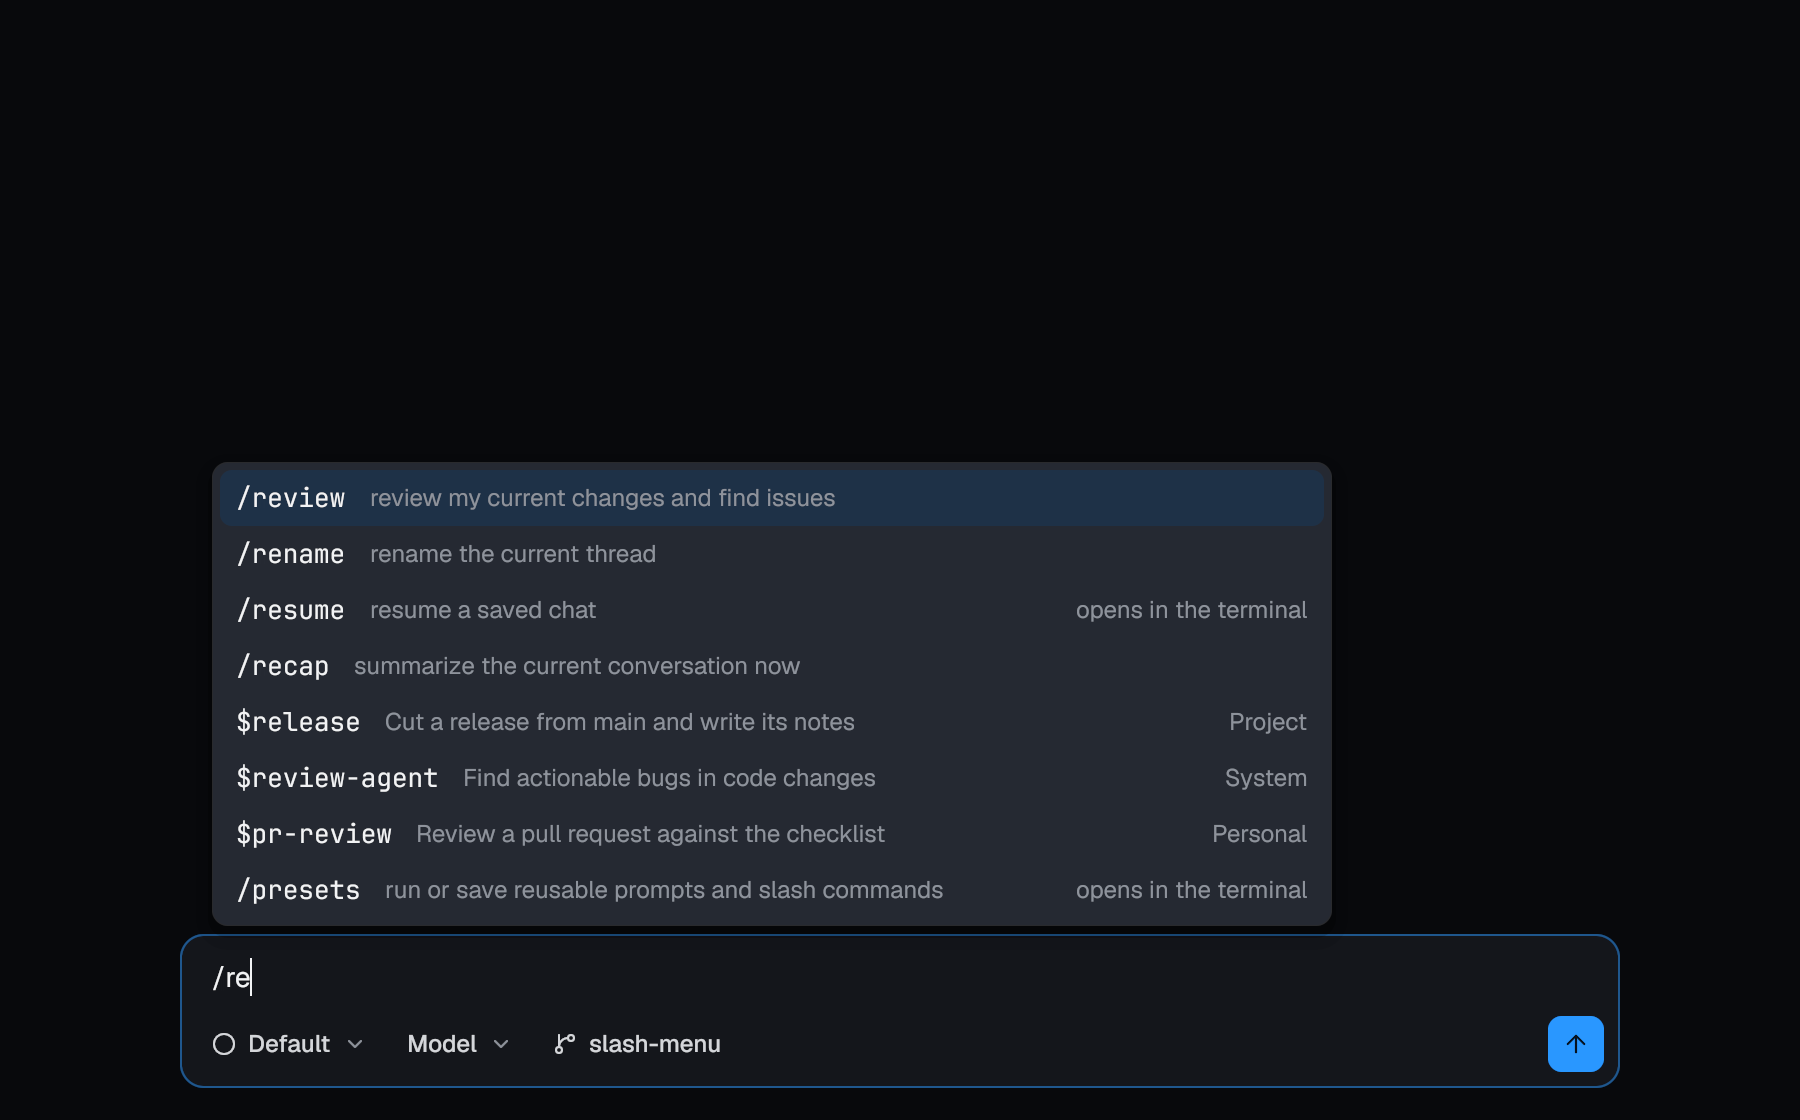 /review review my current changes and find issues
/rename rename the current thread
/resume resume a saved chat opens in the terminal
/recap summarize the current conversation now
$release Cut a release from main and write its notes Project
$review-agent Find actionable bugs in code changes System
$pr-review Review a pull request against the checklist Personal
/presets run or save reusable prompts and slash commands opens in the terminal
/re
Default Model slash-menu